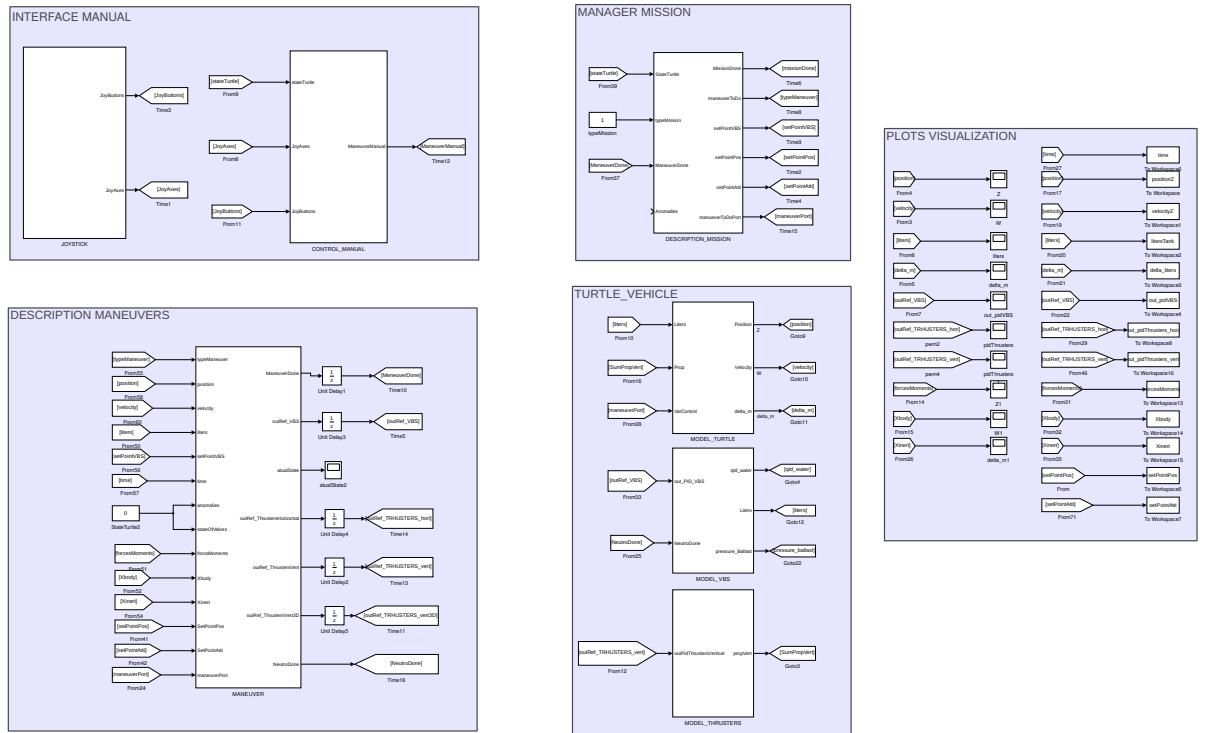 INTERFACE MANUAL
JoyButtons
[JoyButtons]
Time3
JoyAxes
[JoyAxes]
Time1
JOYSTICK
[stateTurtle]
From9
stateTurtle
[JoyAxes]
From8
JoyAxes
ManeuverManual
[ManeuverManual]
Time12
[JoyButtons]
From11
JoyButtons
CONTROL_MANUAL
MANAGER MISSION
[stateTurtle]
From39
StateTurtle
1
typeMission
typeMission
[MeneuverDone]
From37
ManeuverDone
Anomalies
MissionDone
[missionDone]
Time6
maneuverToDo
[typeManeuver]
Time8
setPointVBS
[setPointVBS]
Time9
setPointPos
[setPointPos]
Time2
setPointAtti
[setPointAtti]
Time4
manueverToDoPort
[maneuverPort]
Time15
DESCRIPTION_MISSION
DESCRIPTION MANEUVERS
[typeManeuver]
From55
typeManeuver
[position]
From58
position
[velocity]
From60
velocity
[liters]
From50
liters
[setPointVBS]
From56
setPointVBS
[time]
From57
time
0
StateTurtle2
anomalies
stateOfValves
[forcesMoments]
From51
forceMoments
[Xbody]
From52
Xbody
[Xinert]
From54
Xinert
[setPointPos]
From41
SetPointPos
[setPointAtti]
From42
SetPointAtti
[maneuverPort]
From24
maneuverPort
ManeuverDone
1
z
Unit Delay1
[MeneuverDone]
Time10
outRef_VBS
1
z
Unit Delay3
[outRef_VBS]
Time5
atualState
atualState2
outRef_ThrustersHorizontal
1
z
Unit Delay4
[outRef_TRHUSTERS_hori]
Time14
outRef_ThrustersVert
1
z
Unit Delay2
[outRef_TRHUSTERS_vert]
Time13
outRef_ThrustersVert3D
1
z
Unit Delay5
[outRef_TRHUSTERS_vert3D]
Time11
NeutroDone
[NeutroDone]
Time16
MANEUVER
TURTLE_VEHICLE
[liters]
From10
Liters
Position
Z
[position]
Goto9
[SumPropVert]
From16
Prop
Velocity
W
[velocity]
Goto10
[maneuverPort]
From28
VarControl
delta_m
delta_m
[delta_m]
Goto11
MODEL_TURTLE
[outRef_VBS]
From33
out_PID_VBS
qtd_water
[qtd_water]
Goto4
Liters
[liters]
Goto12
[NeutroDone]
From25
NeutroDone
pressure_Ballast
[pressure_ballast]
Goto22
MODEL_VBS
[outRef_TRHUSTERS_vert]
From12
outPidThrustersVertical
propVert
[SumPropVert]
Goto3
MODEL_THRUSTERS
PLOTS VISUALIZATION
[position]
From4
Z
[velocity]
From3
W
[liters]
From6
liters
[delta_m]
From5
delta_m
[outRef_VBS]
From7
out_pidVBS
[outRef_TRHUSTERS_hori]
pwm2
pidThrusters
[outRef_TRHUSTERS_vert]
pwm4
pidThrusters
[forcesMoments]
From14
Z1
[Xbody]
From15
W1
[Xinert]
From26
delta_m1
[time]
From27
time
To Workspace6
[position]
From17
positionZ
To Workspace
[velocity]
From19
velocityZ
To Workspace1
[liters]
From20
litersTank
To Workspace2
[delta_m]
From21
delta_liters
To Workspace3
[outRef_VBS]
From22
out_pidVBS
To Workspace4
[outRef_TRHUSTERS_hori]
From29
out_pidThrusters_hori
To Workspace8
[outRef_TRHUSTERS_vert]
From46
out_pidThrusters_vert
To Workspace16
[forcesMoments]
From31
forcesMoments
To Workspace13
[Xbody]
From32
Xbody
To Workspace14
[Xinert]
From35
Xinert
To Workspace15
[setPointPos]
From
setPointPos
To Workspace5
[setPointAtti]
From71
setPointAtti
To Workspace7